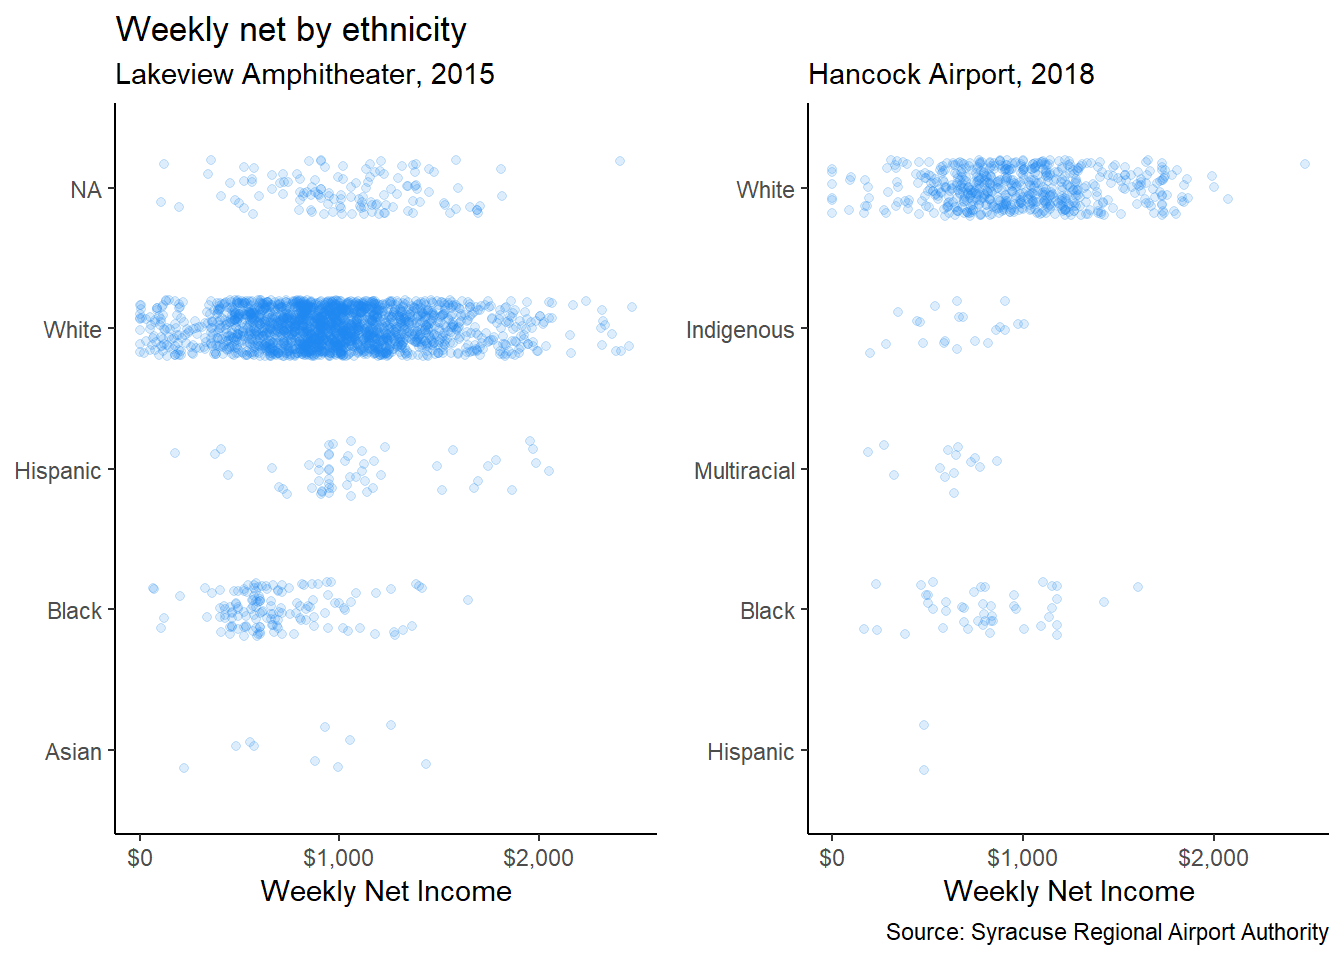 Weekly net by ethnicity
Lakeview Amphitheater, 2015
NA
White
Hispanic
Black
Asian
$0
$1,000
$2,000
Weekly Net Income
Hancock Airport, 2018
White
Indigenous
Multiracial
Black
Hispanic
$0
$1,000
$2,000
Weekly Net Income
Source: Syracuse Regional Airport Authority